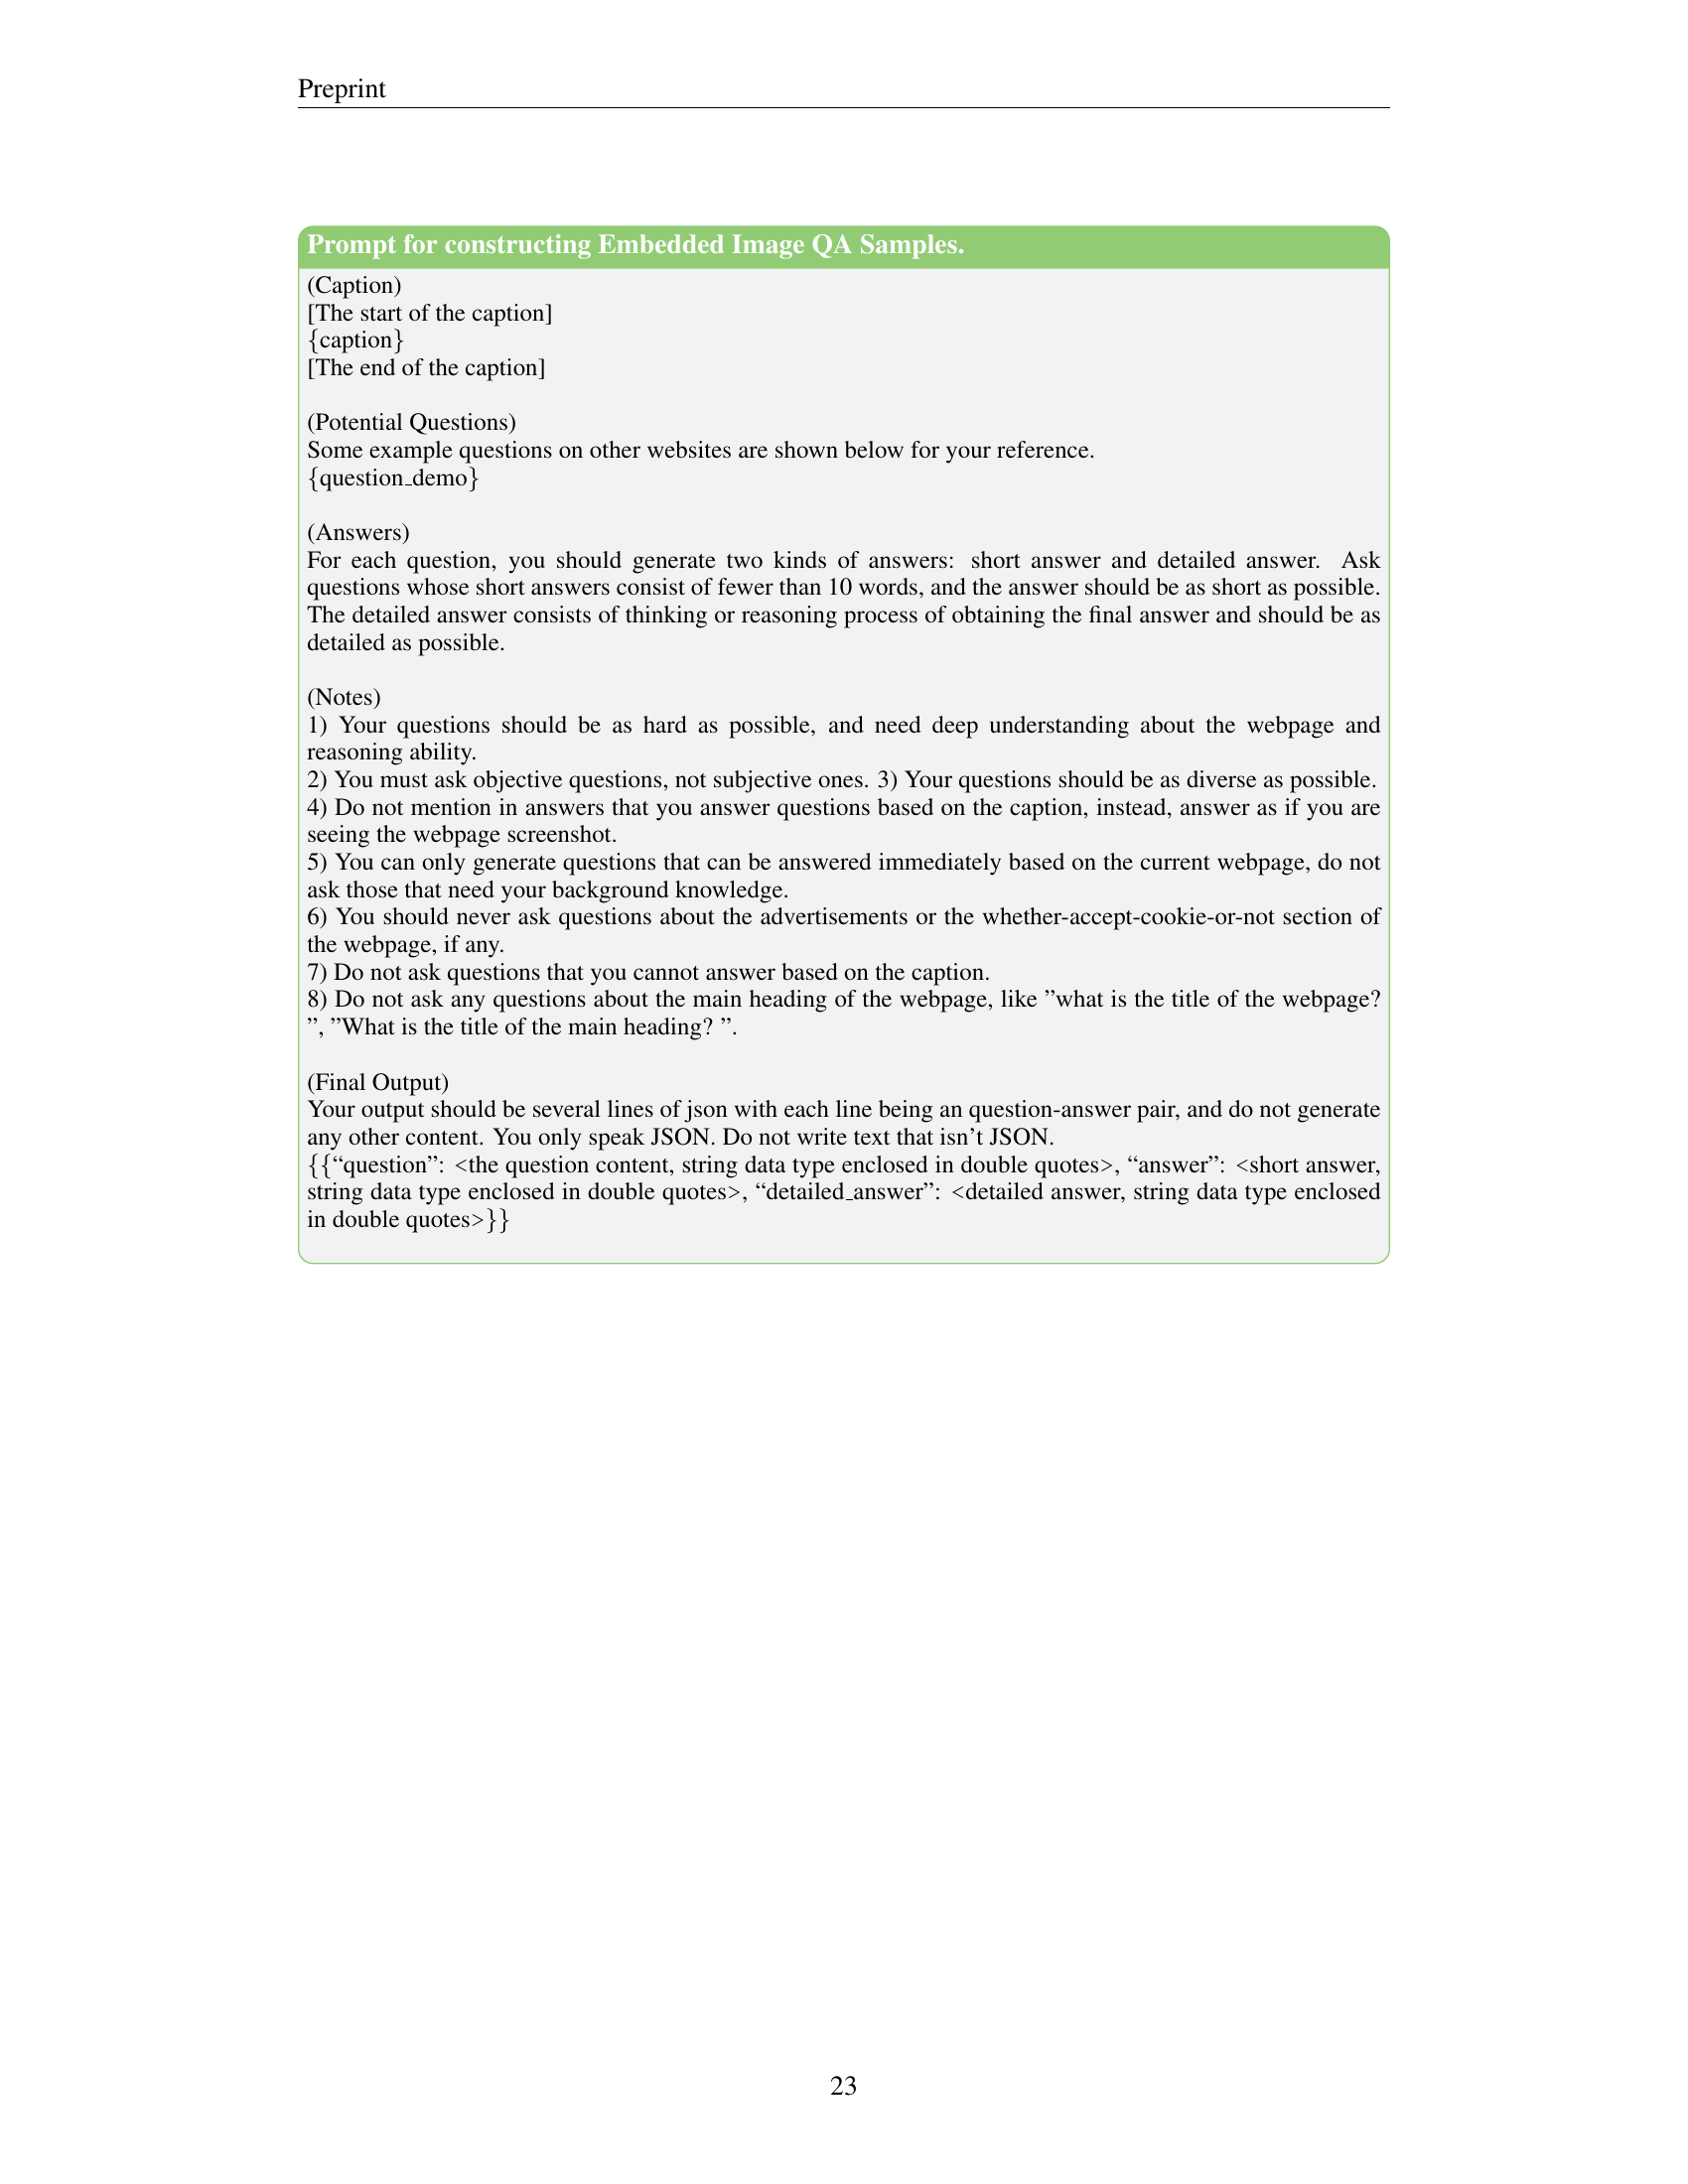 Preprint
Prompt for constructing Embedded Image QA Samples.
(Caption)
[The start of the caption]
{caption}
[The end of the caption]
(Potential Questions)
Some example questions on other websites are shown below for your reference.
{question_demo}
(Answers)
For each question, you should generate two kinds of answers: short answer and detailed answer. Ask
questions whose short answers consist of fewer than 10 words, and the answer should be as short as possible.
The detailed answer consists of thinking or reasoning process of obtaining the final answer and should be as
detailed as possible.
(Notes)
1) Your questions should be as hard as possible, and need deep understanding about the webpage and
reasoning ability.
2) You must ask objective questions, not subjective ones. 3) Your questions should be as diverse as possible.
4) Do not mention in answers that you answer questions based on the caption, instead, answer as if you are
seeing the webpage screenshot.
5) You can only generate questions that can be answered immediately based on the current webpage, do not
ask those that need your background knowledge.
6) You should never ask questions about the advertisements or the whether-accept-cookie-or-not section of
the webpage, if any.
7) Do not ask questions that you cannot answer based on the caption.
8) Do not ask any questions about the main heading of the webpage, like ”what is the title of the webpage?
”, ”What is the title of the main heading? ”.
(Final Output)
Your output should be several lines of json with each line being an question-answer pair, and do not generate
any other content. You only speak JSON. Do not write text that isn’t JSON.
{{“question”: <the question content, string data type enclosed in double quotes>, “answer”: <short answer,
string data type enclosed in double quotes>, “detailed_answer”: <detailed answer, string data type enclosed
in double quotes>}}
23